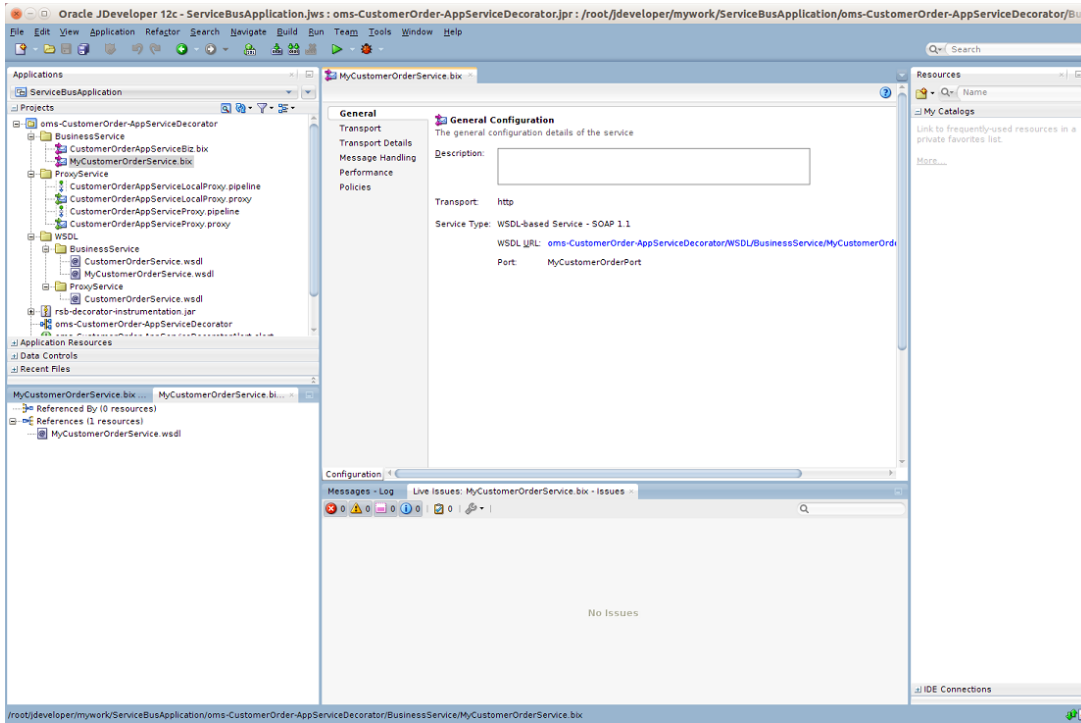 Oracle JDeveloper 12c - ServiceBusApplication.jws : oms-CustomerOrder-AppServiceDecorator.jpr : /root/jdeveloper/mywork/ServiceBusApplication/oms-CustomerOrder-AppServiceDecorator/Bu
File Edit View Application Refactor Search Navigate Build Run Team Tools Window Help
Search
Applications
ServiceBusApplication
Projects
oms-CustomerOrder-AppServiceDecorator
BusinessService
CustomerOrderAppServiceBiz.bix
MyCustomerOrderService.bix
ProxyService
CustomerOrderAppServiceLocalProxy.pipeline
CustomerOrderAppServiceLocalProxy.proxy
CustomerOrderAppServiceProxy.pipeline
CustomerOrderAppServiceProxy.proxy
WSDL
BusinessService
CustomerOrderService.wsdl
MyCustomerOrderService.wsdl
ProxyService
CustomerOrderService.wsdl
rsb-decorator-instrumentation.jar
oms-CustomerOrder-AppServiceDecorator
Application Resources
Data Controls
Recent Files
MyCustomerOrderService.bix ... MyCustomerOrderService.bi...
Referenced By (0 resources)
References (1 resources)
MyCustomerOrderService.wsdl
MyCustomerOrderService.bix
General
Transport
Transport Details
Message Handling
Performance
Policies
General Configuration
The general configuration details of the service
Description:
Transport: http
Service Type: WSDL-based Service - SOAP 1.1
WSDL URL: oms-CustomerOrder-AppServiceDecorator/WSDL/BusinessService/MyCustomerOrde
Port: MyCustomerOrderPort
Configuration
Messages - Log Live Issues: MyCustomerOrderService.bix - Issues
0 0 0 0 0
No Issues
Resources
Name
My Catalogs
Link to frequently-used resources in a
private favorites list.
More...
IDE Connections
/root/jdeveloper/mywork/ServiceBusApplication/oms-CustomerOrder-AppServiceDecorator/BusinessService/MyCustomerOrderService.bix